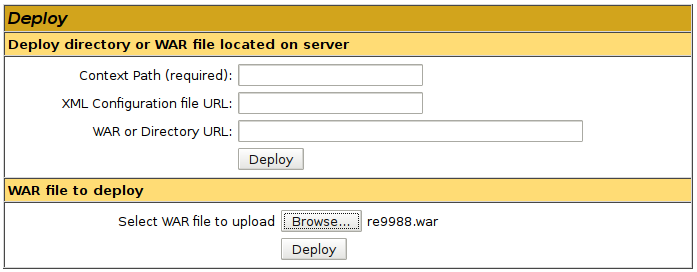 Deploy
Deploy directory or WAR file located on server
Context Path (required):
XML Configuration file URL:
WAR or Directory URL:
Deploy
WAR file to deploy
Select WAR file to upload Browse... re9988.war
Deploy